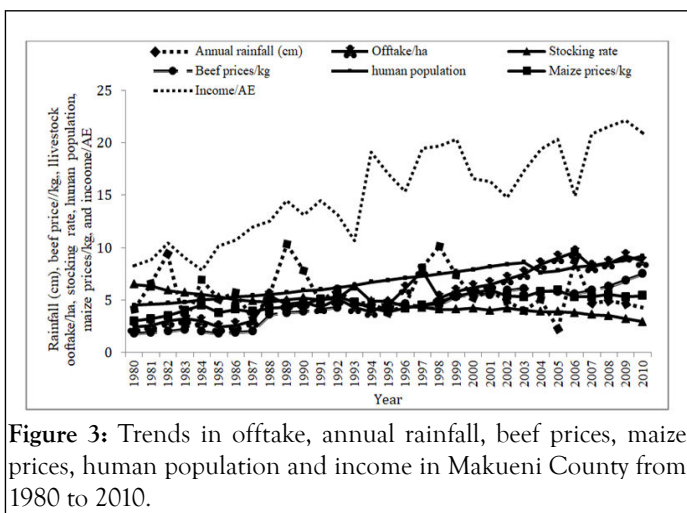 Annual rainfall (cm) Offtake/ha Stocking rate
Beef prices/kg human population Maize prices/kg
Income/AE
Rainfall (cm), beef price//kg,, llivestock
ooftake/ha, stocking rate, human population,
maize prices/kg, and incoome/AE
25
20
15
10
5
0
1980 1981 1982 1983 1984 1985 1986 1987 1988 1989 1990 1991 1992 1993 1994 1995 1996 1997 1998 1999 2000 2001 2002 2003 2004 2005 2006 2007 2008 2009 2010
Year
Figure 3: Trends in offtake, annual rainfall, beef prices, maize
prices, human population and income in Makueni County from
1980 to 2010.